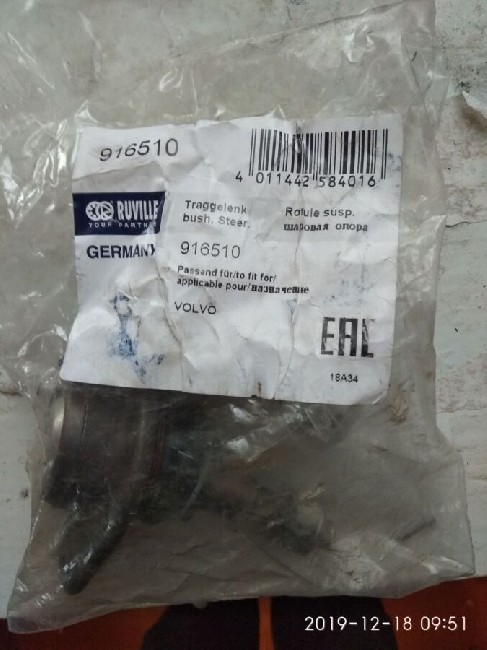 916510
4 011442 584016
RUVILLE
YOUR PARTNER
GERMANY
Traggelenk
bush. Steer.
Rotule susp.
шаровая опора
916510
Passend für/to fit for/
applicable pour/назначение
VOLVO
EAC
18A34
2019-12-18 09:51